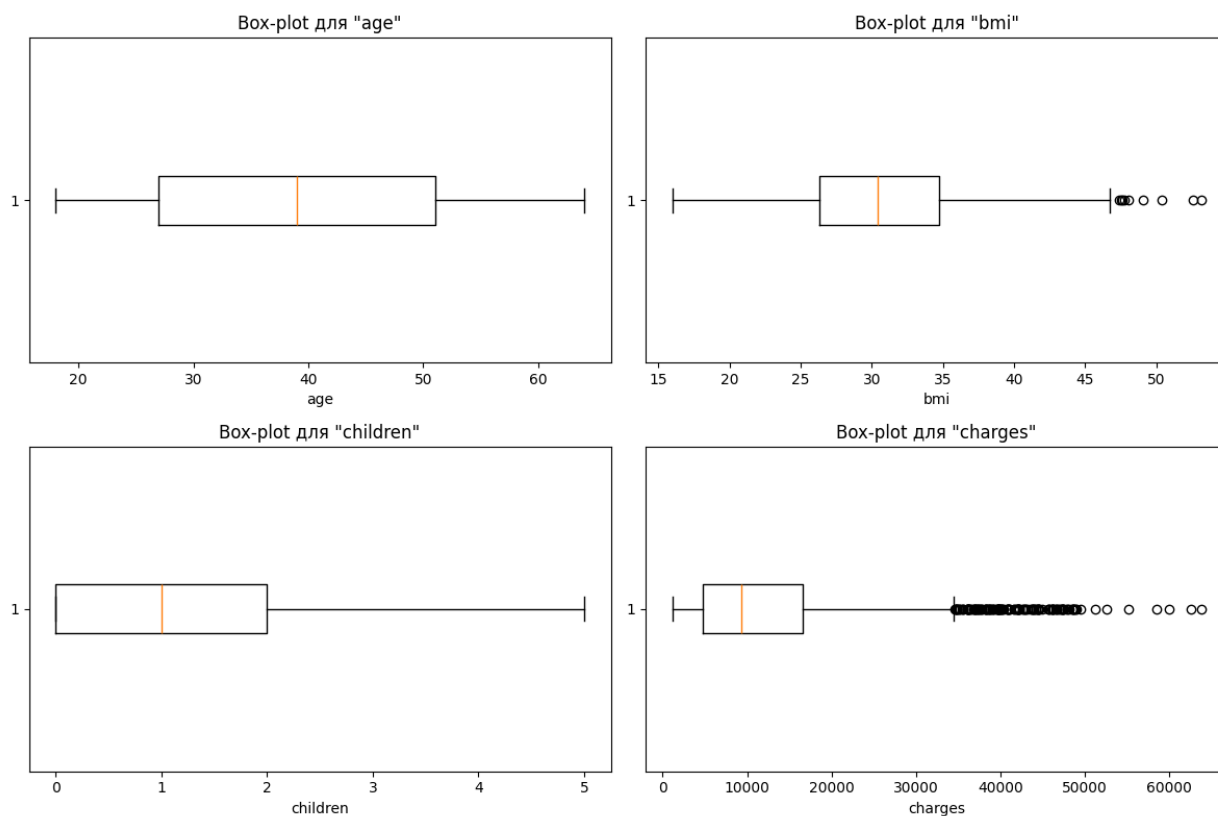 Box-plot для "age"
1
20 30 40 50 60
age
Box-plot для "bmi"
1
15 20 25 30 35 40 45 50
bmi
Box-plot для "children"
1
0 1 2 3 4 5
children
Box-plot для "charges"
1
0 10000 20000 30000 40000 50000 60000
charges